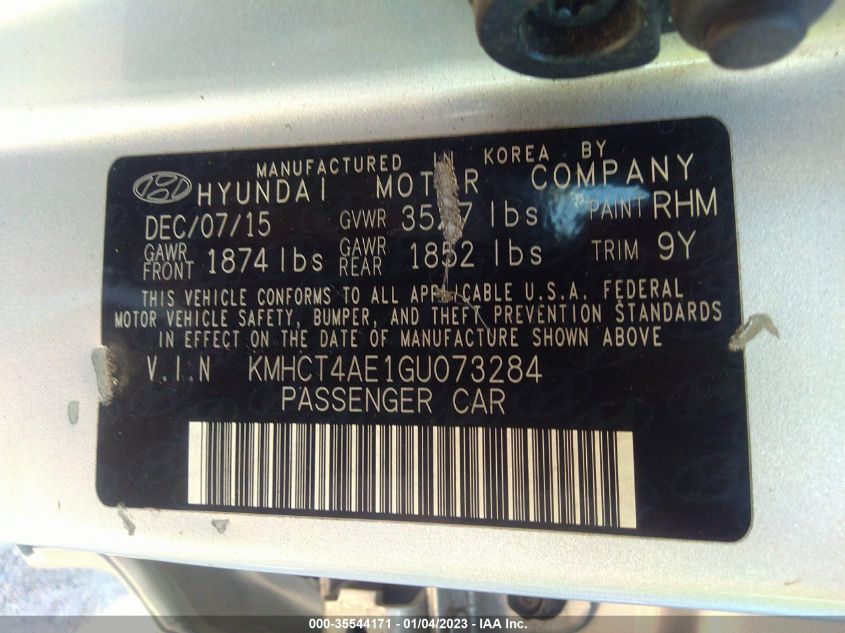 MANUFACTURED IN KOREA BY
HYUNDAI MOTOR COMPANY
DEC/07/15 GVWR lbs PAINT RHM
GAWR FRONT 1874 lbs GAWR REAR 1852 lbs TRIM 9Y
THIS VEHICLE CONFORMS TO ALL APPLICABLE U.S.A. FEDERAL
MOTOR VEHICLE SAFETY, BUMPER, AND THEFT PREVENTION STANDARDS
IN EFFECT ON THE DATE OF MANUFACTURE SHOWN ABOVE
V.I.N KMHCT4AE1GU073284
PASSENGER CAR
000-35544171 - 01/04/2023 - IAA Inc.